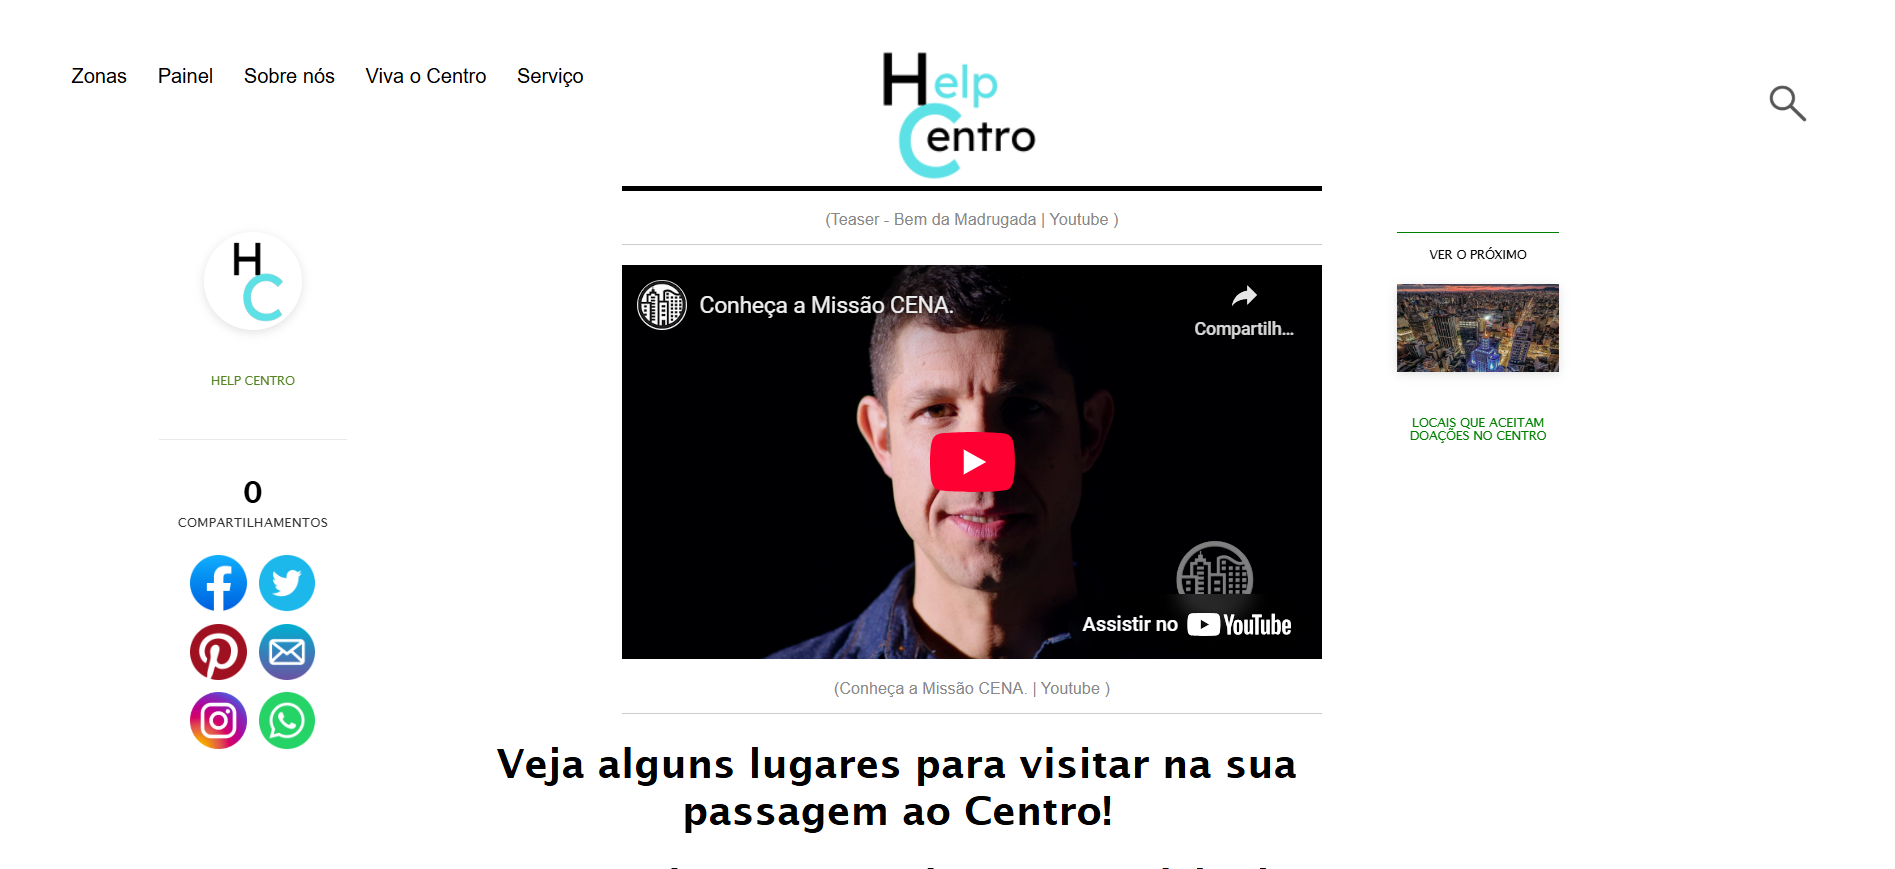 Zonas Painel Sobre nós Viva o Centro Serviço
Help
Centro
(Teaser - Bem da Madrugada | Youtube )
HC
HELP CENTRO
0
COMPARTILHAMENTOS
Conheça a Missão CENA.
Compartilh...
Assistir no YouTube
(Conheça a Missão CENA. | Youtube )
Veja alguns lugares para visitar na sua
passagem ao Centro!
VER O PRÓXIMO
LOCAIS QUE ACEITAM
DOAÇÕES NO CENTRO